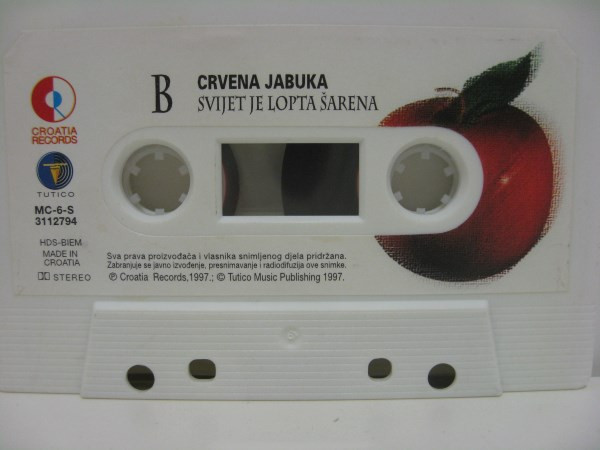 B
CRVENA JABUKA
SVIJET JE LOPTA ŠARENA
CROATIA
RECORDS
TUTICO
MC-6-S
3112794
HDS-BIEM
MADE IN
CROATIA
STEREO
Sva prava proizvođača i vlasnika snimljenog djela pridržana.
Zabranjuje se javno izvođenje, presnimavanje i radiodifuzija ove snimke.
℗ Croatia Records,1997.; © Tutico Music Publishing 1997.